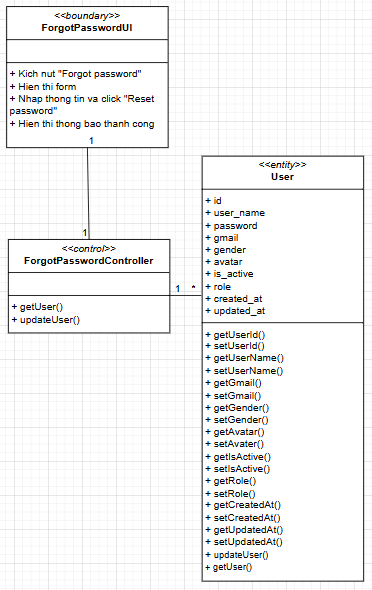 <<boundary>>
ForgotPasswordUI
+ Kich nut "Forgot password"
+ Hien form
+ Nhap thong tin va click "Reset
password"
+ Hien thi thong bao thanh cong
1
1
<<control>>
ForgotPasswordController
+ getUser()
+ updateUser()
1
*
<<entity>>
User
+ id
+ user_name
+ password
+ gmail
+ gender
+ avatar
+ is_active
+ role
+ created_at
+ updated_at
+ getUserId()
+ setUserId()
+ getUserName()
+ setUserName()
+ getGmail()
+ setGmail()
+ getGender()
+ setGender()
+ getAvatar()
+ setAvater()
+ getIsActive()
+ setIsActive()
+ getRole()
+ setRole()
+ getCreatedAt()
+ setCreatedAt()
+ getUpdatedAt()
+ setUpdatedAt()
+ updateUser()
+ getUser()